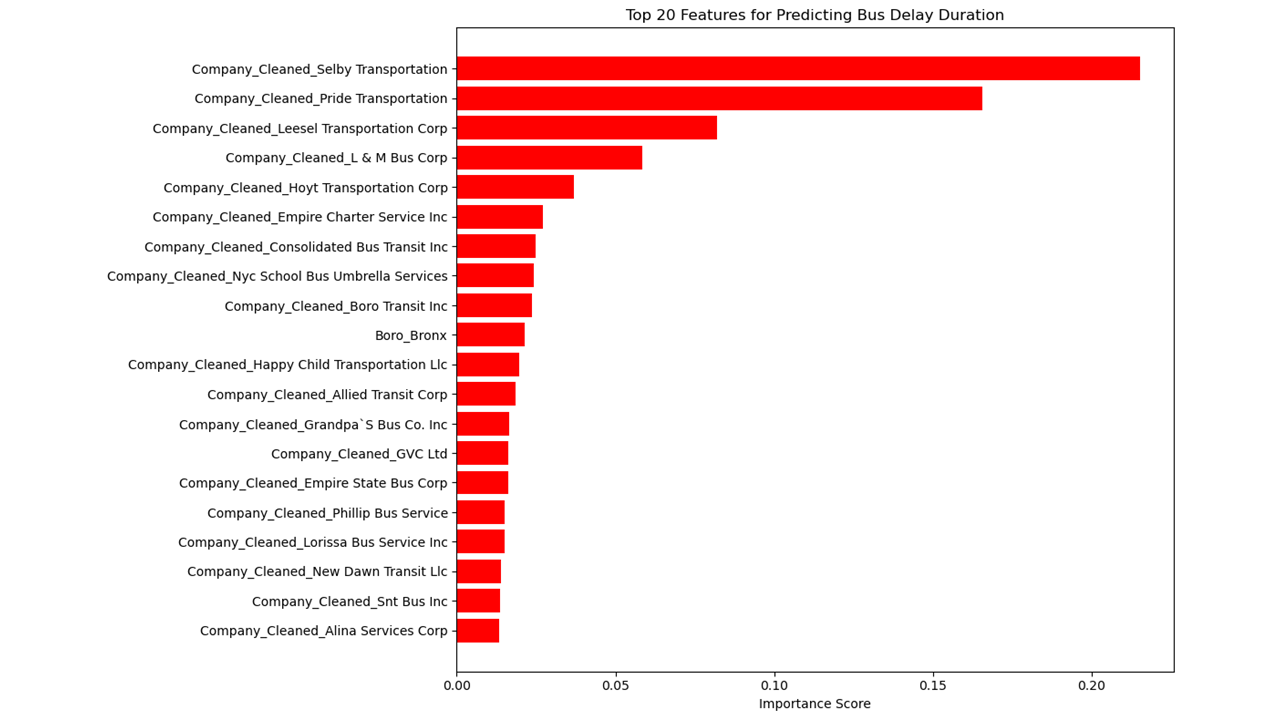 Top 20 Features for Predicting Bus Delay Duration
Company_Cleaned_Selby Transportation
Company_Cleaned_Pride Transportation
Company_Cleaned_Leesel Transportation Corp
Company_Cleaned_L & M Bus Corp
Company_Cleaned_Hoyt Transportation Corp
Company_Cleaned_Empire Charter Service Inc
Company_Cleaned_Consolidated Bus Transit Inc
Company_Cleaned_Nyc School Bus Umbrella Services
Company_Cleaned_Boro Transit Inc
Boro_Bronx
Company_Cleaned_Happy Child Transportation Llc
Company_Cleaned_Allied Transit Corp
Company_Cleaned_Grandpa`S Bus Co. Inc
Company_Cleaned_GVC Ltd
Company_Cleaned_Empire State Bus Corp
Company_Cleaned_Phillip Bus Service
Company_Cleaned_Lorissa Bus Service Inc
Company_Cleaned_New Dawn Transit Llc
Company_Cleaned_Snt Bus Inc
Company_Cleaned_Alina Services Corp
0.00 0.05 0.10 0.15 0.20
Importance Score